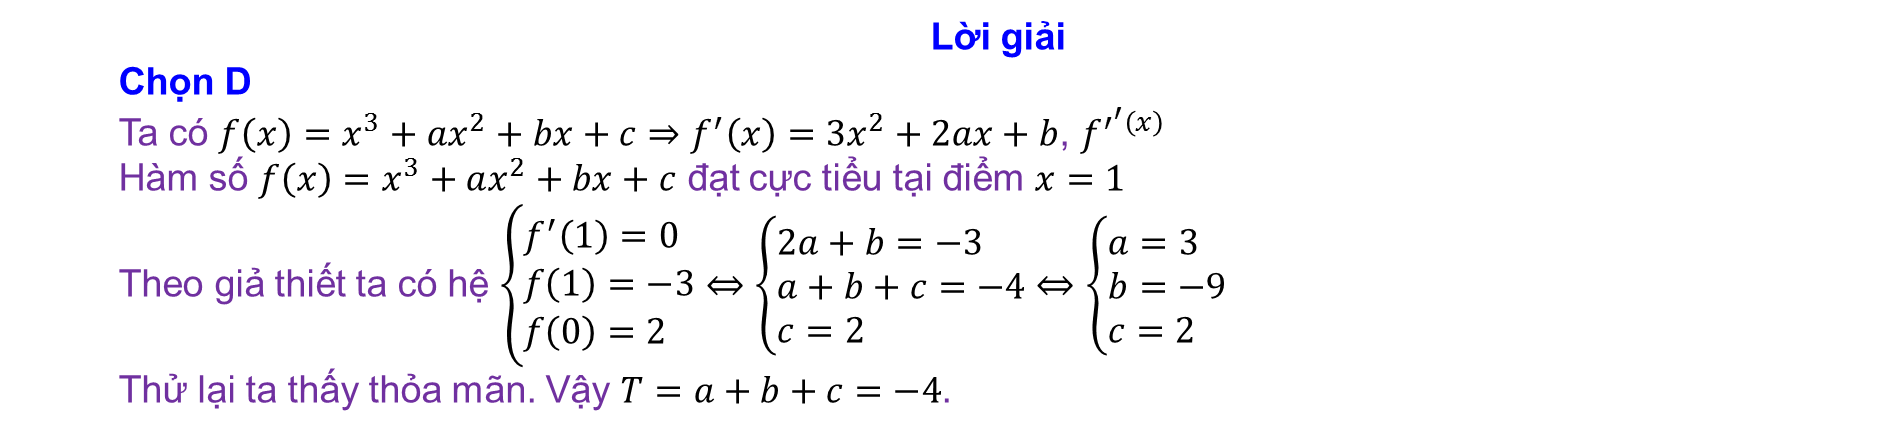 Lời giải
Chọn D
Ta có f(x) = x³ + ax² + bx + c ⇒ f′(x) = 3x² + 2ax + b, f′′(x)
Hàm số f(x) = x³ + ax² + bx + c đạt cực tiểu tại điểm x = 1
Theo giả thiết ta có hệ { f′(1) = 0 ; f(1) = −3 ; f(0) = 2 ⇔ { 2a + b = −3 ; a + b + c = −4 ; c = 2 ⇔ { a = 3 ; b = −9 ; c = 2
Thử lại ta thấy thỏa mãn. Vậy T = a + b + c = −4.